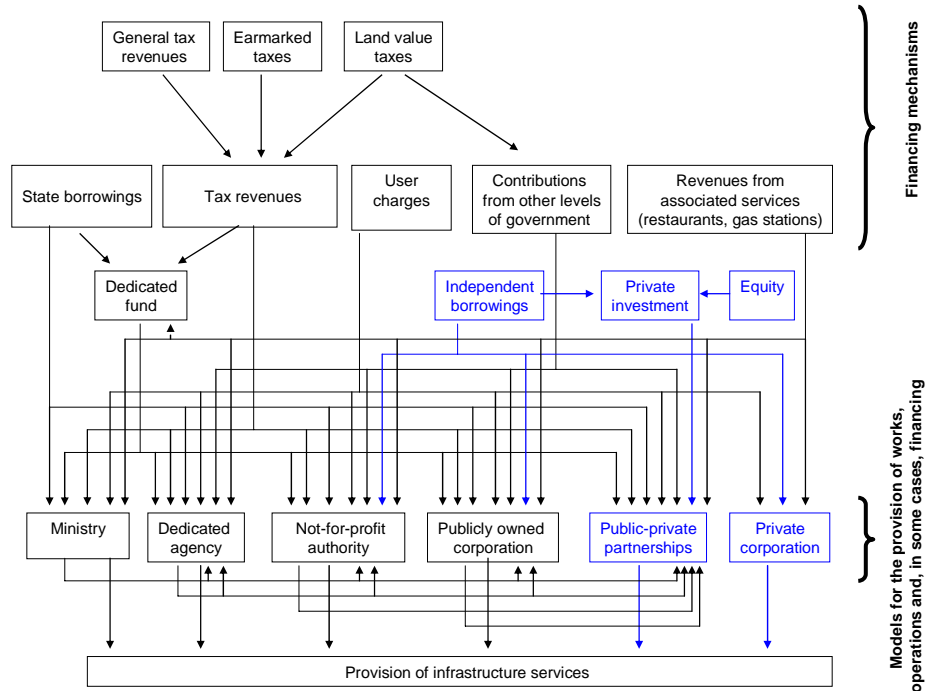 General tax
revenues
Earmarked
taxes
Land value
taxes
Financing mechanisms
State borrowings
Tax revenues
User
charges
Contributions
from other levels
of government
Revenues from
associated services
(restaurants, gas stations)
Dedicated
fund
Independent
borrowings
Private
investment
Equity
Ministry
Dedicated
agency
Not-for-profit
authority
Publicly owned
corporation
Public-private
partnerships
Private
corporation
Models for the provision of works,
operations and, in some cases, financing
Provision of infrastructure services